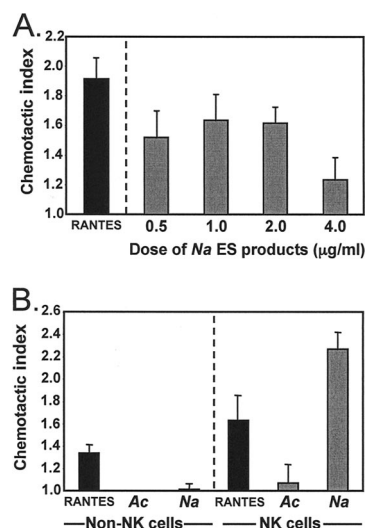 A.
Chemotactic index
2.2
2.0
1.8
1.6
1.4
1.2
1.0
RANTES 0.5 1.0 2.0 4.0
Dose of Na ES products (μg/ml)
B.
Chemotactic index
2.6
2.4
2.2
2.0
1.8
1.6
1.4
1.2
1.0
RANTES Ac Na RANTES Ac Na
Non-NK cells NK cells